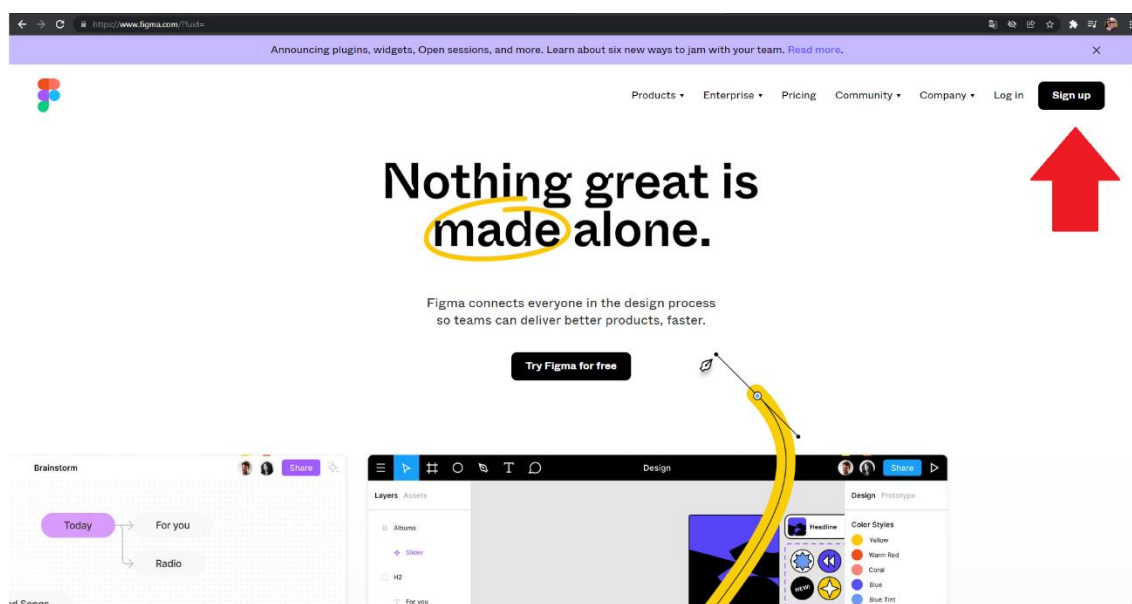 https://www.figma.com/?fuid=
Announcing plugins, widgets, Open sessions, and more. Learn about six new ways to jam with your team. Read more.
Products Enterprise Pricing Community Company Log in Sign up
Nothing great is
made alone.
Figma connects everyone in the design process
so teams can deliver better products, faster.
Try Figma for free
Brainstorm Share
Today For you
Radio
ed Songs
Design Share
Layers Assets
Albums
Slider
H2
For you
Headline
NEW!
Design Prototype
Color Styles
Yellow
Warm Red
Coral
Blue
Blue Tint